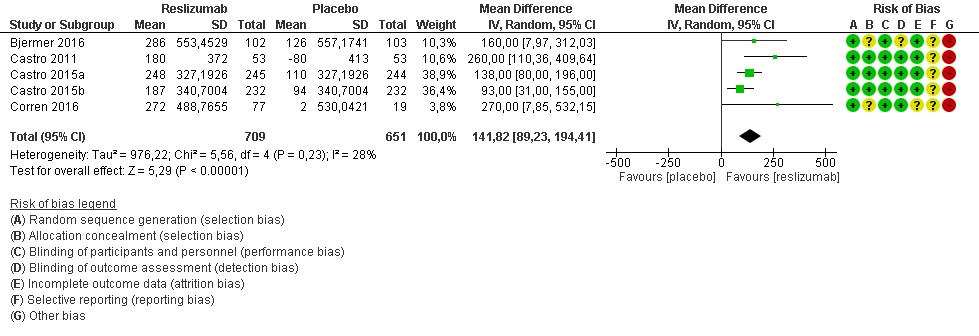 Reslizumab Placebo Mean Difference Mean Difference Risk of Bias
Study or Subgroup Mean SD Total Mean SD Total Weight IV, Random, 95% CI IV, Random, 95% CI A B C D E F G
Bjermer 2016 286 553,4529 102 126 557,1741 103 10,3% 160,00 [7,97, 312,03] + ? + ? + ? -
Castro 2011 180 372 53 -80 413 53 10,6% 260,00 [110,36, 409,64] + + + + + ? -
Castro 2015a 248 327,1926 245 110 327,1926 244 38,9% 138,00 [80,00, 196,00] + + + + + ? -
Castro 2015b 187 340,7004 232 94 340,7004 232 36,4% 93,00 [31,00, 155,00] + + + + + ? -
Corren 2016 272 488,7655 77 2 530,0421 19 3,8% 270,00 [7,85, 532,15] + ? + + ? ? -
Total (95% CI) 709 651 100,0% 141,82 [89,23, 194,41]
Heterogeneity: Tau² = 976,22; Chi² = 5,56, df = 4 (P = 0,23); I² = 28%
Test for overall effect: Z = 5,29 (P < 0.00001)
-500 -250 0 250 500
Favours [placebo] Favours [reslizumab]
Risk of bias legend
(A) Random sequence generation (selection bias)
(B) Allocation concealment (selection bias)
(C) Blinding of participants and personnel (performance bias)
(D) Blinding of outcome assessment (detection bias)
(E) Incomplete outcome data (attrition bias)
(F) Selective reporting (reporting bias)
(G) Other bias